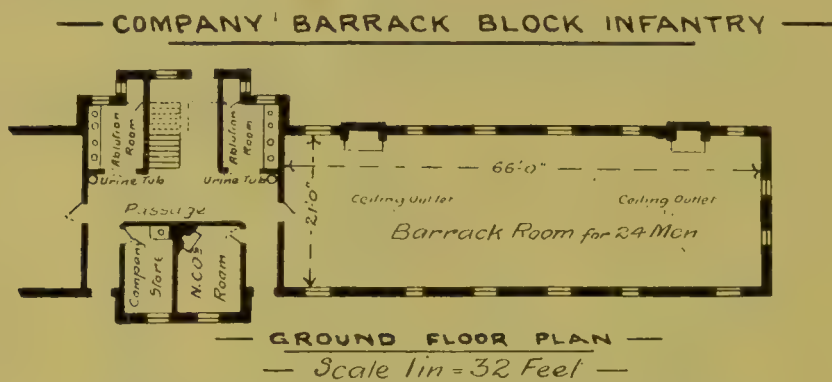 COMPANY BARRACK BLOCK INFANTRY
Ablution
Room
Ablution
Room
Urine Tub
Urine Tub
66'·0"
21'·0"
Ceiling Outlet
Ceiling Outlet
Passage
Barrack Room for 24 Men
Company
Store
N.CO's
Room
GROUND FLOOR PLAN
Scale 1in = 32 Feet